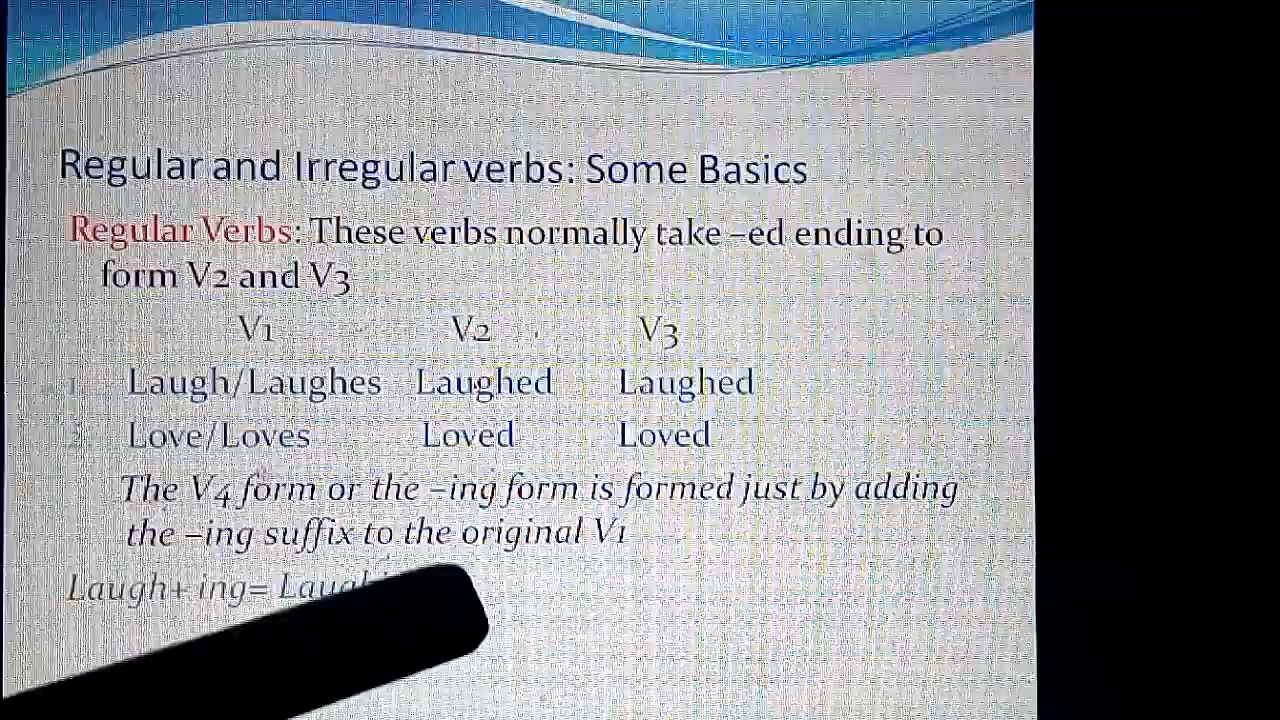 Regular and Irregular verbs: Some Basics
Regular Verbs: These verbs normally take –ed ending to
form V2 and V3
V1 V2 V3
1. Laugh/Laughes Laughed Laughed
2. Love/Loves Loved Loved
The V4 form or the –ing form is formed just by adding
the –ing suffix to the original V1
Laugh+ ing=